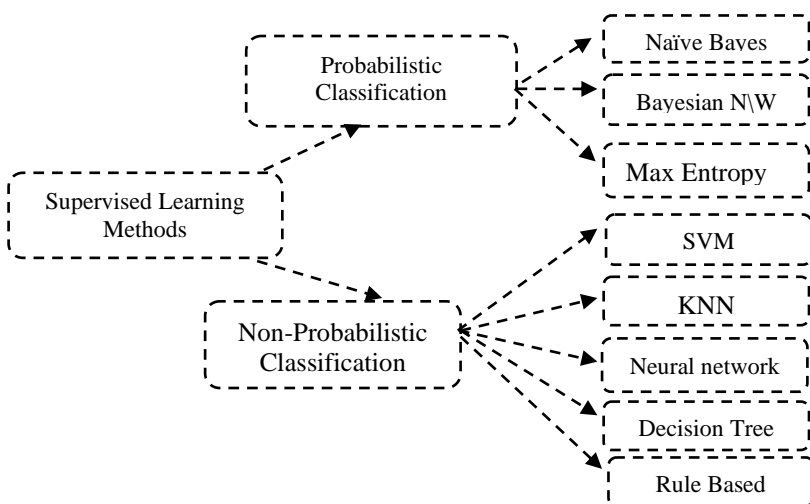 Probabilistic
Classification
Naïve Bayes
Bayesian N\W
Max Entropy
Supervised Learning
Methods
Non-Probabilistic
Classification
SVM
KNN
Neural network
Decision Tree
Rule Based